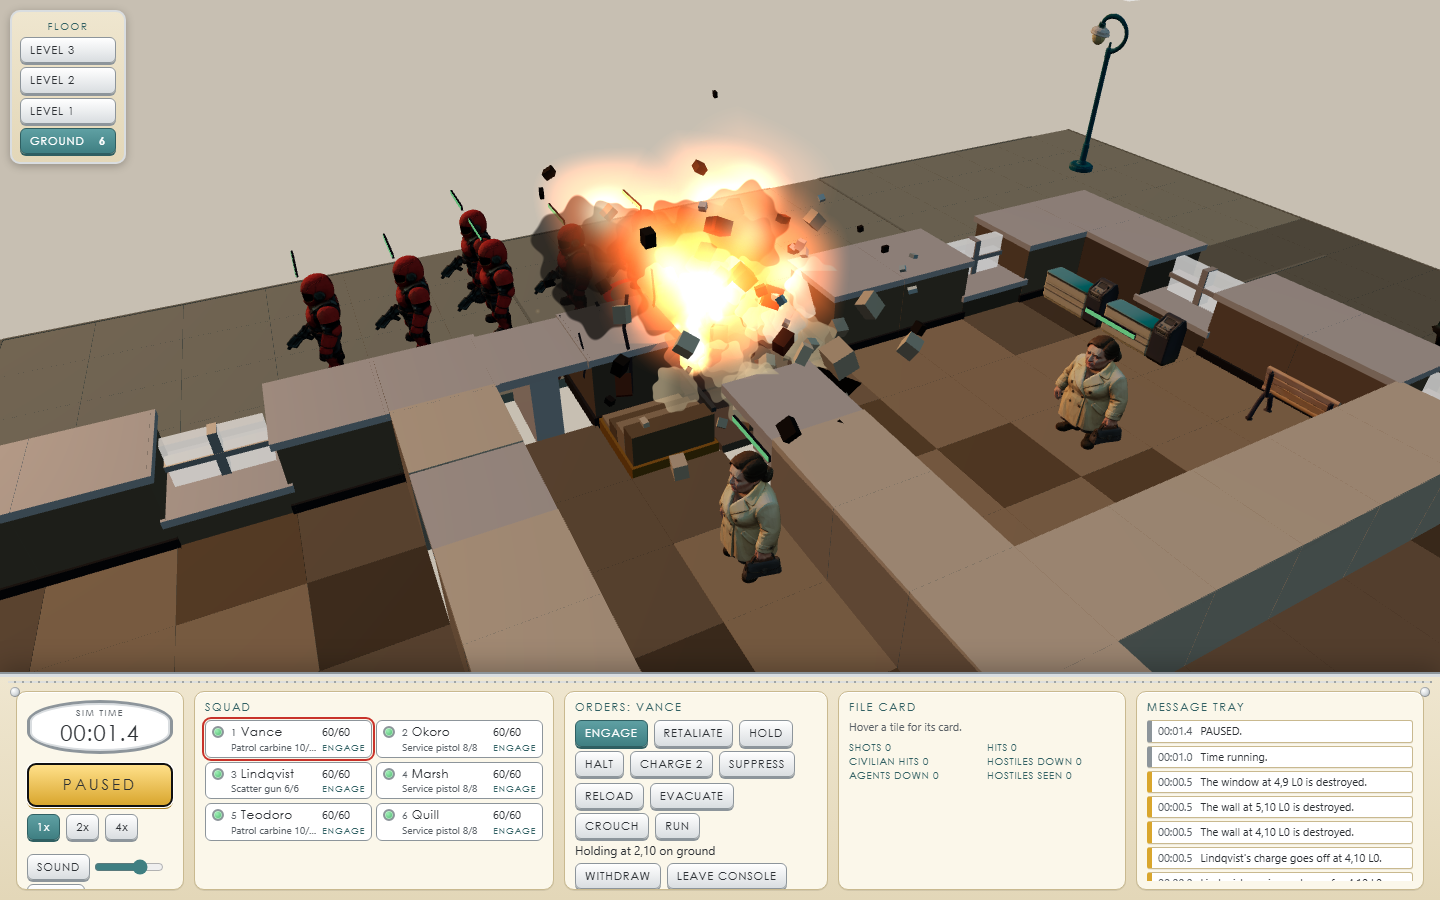 FLOOR
LEVEL 3
LEVEL 2
LEVEL 1
GROUND 6
SIM TIME
00:01.4
PAUSED
1x 2x 4x
SOUND
SQUAD
1 Vance 60/60
Patrol carbine 10/... ENGAGE
2 Okoro 60/60
Service pistol 8/8 ENGAGE
3 Lindqvist 60/60
Scatter gun 6/6 ENGAGE
4 Marsh 60/60
Service pistol 8/8 ENGAGE
5 Teodoro 60/60
Patrol carbine 10/... ENGAGE
6 Quill 60/60
Service pistol 8/8 ENGAGE
ORDERS: VANCE
ENGAGE RETALIATE HOLD
HALT CHARGE 2 SUPPRESS
RELOAD EVACUATE
CROUCH RUN
Holding at 2,10 on ground
WITHDRAW LEAVE CONSOLE
FILE CARD
Hover a tile for its card.
SHOTS 0 HITS 0
CIVILIAN HITS 0 HOSTILES DOWN 0
AGENTS DOWN 0 HOSTILES SEEN 0
MESSAGE TRAY
00:01.4 PAUSED.
00:01.0 Time running.
00:00.5 The window at 4,9 L0 is destroyed.
00:00.5 The wall at 5,10 L0 is destroyed.
00:00.5 The wall at 4,10 L0 is destroyed.
00:00.5 Lindqvist's charge goes off at 4,10 L0.